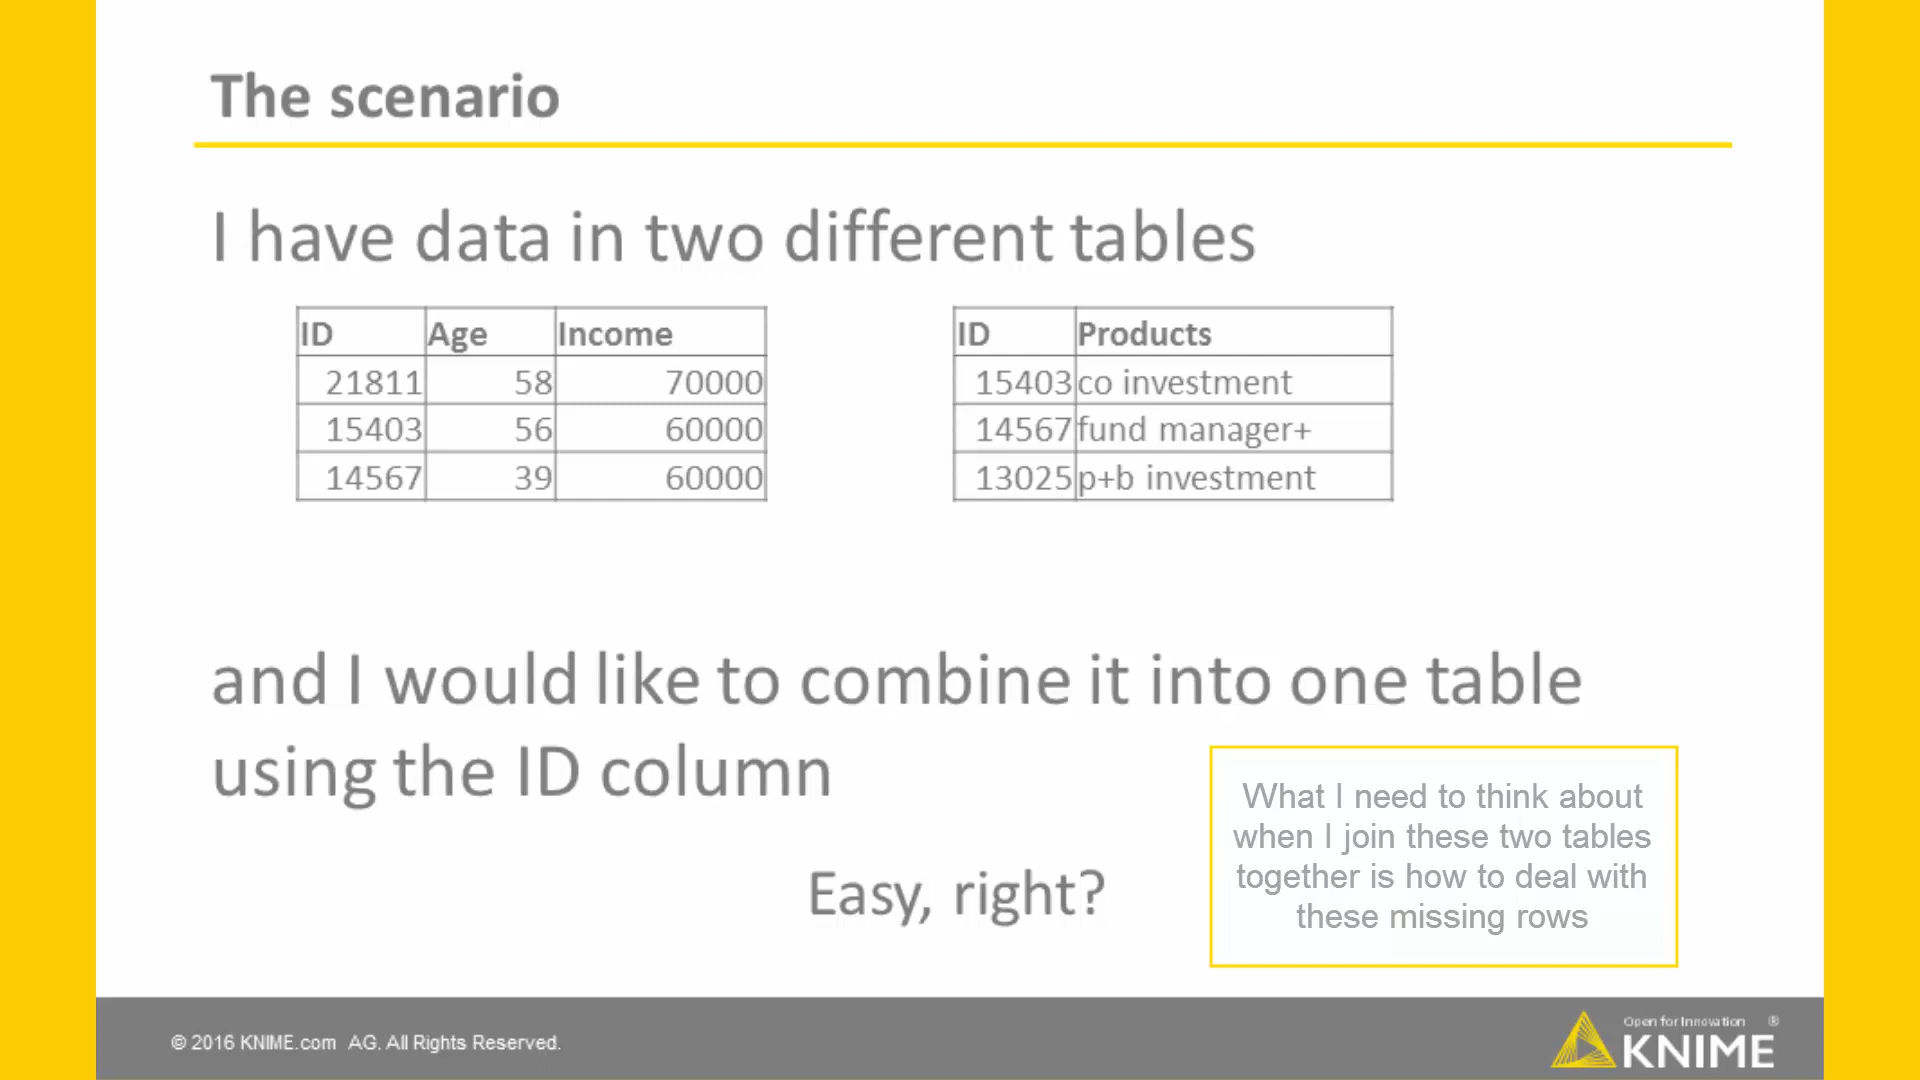 The scenario
I have data in two different tables
ID Age Income
21811 58 70000
15403 56 60000
14567 39 60000
ID Products
15403 co investment
14567 fund manager+
13025 p+b investment
and I would like to combine it into one table
using the ID column
Easy, right?
What I need to think about
when I join these two tables
together is how to deal with
these missing rows
© 2016 KNIME.com AG. All Rights Reserved.
Open for Innovation ®
KNIME